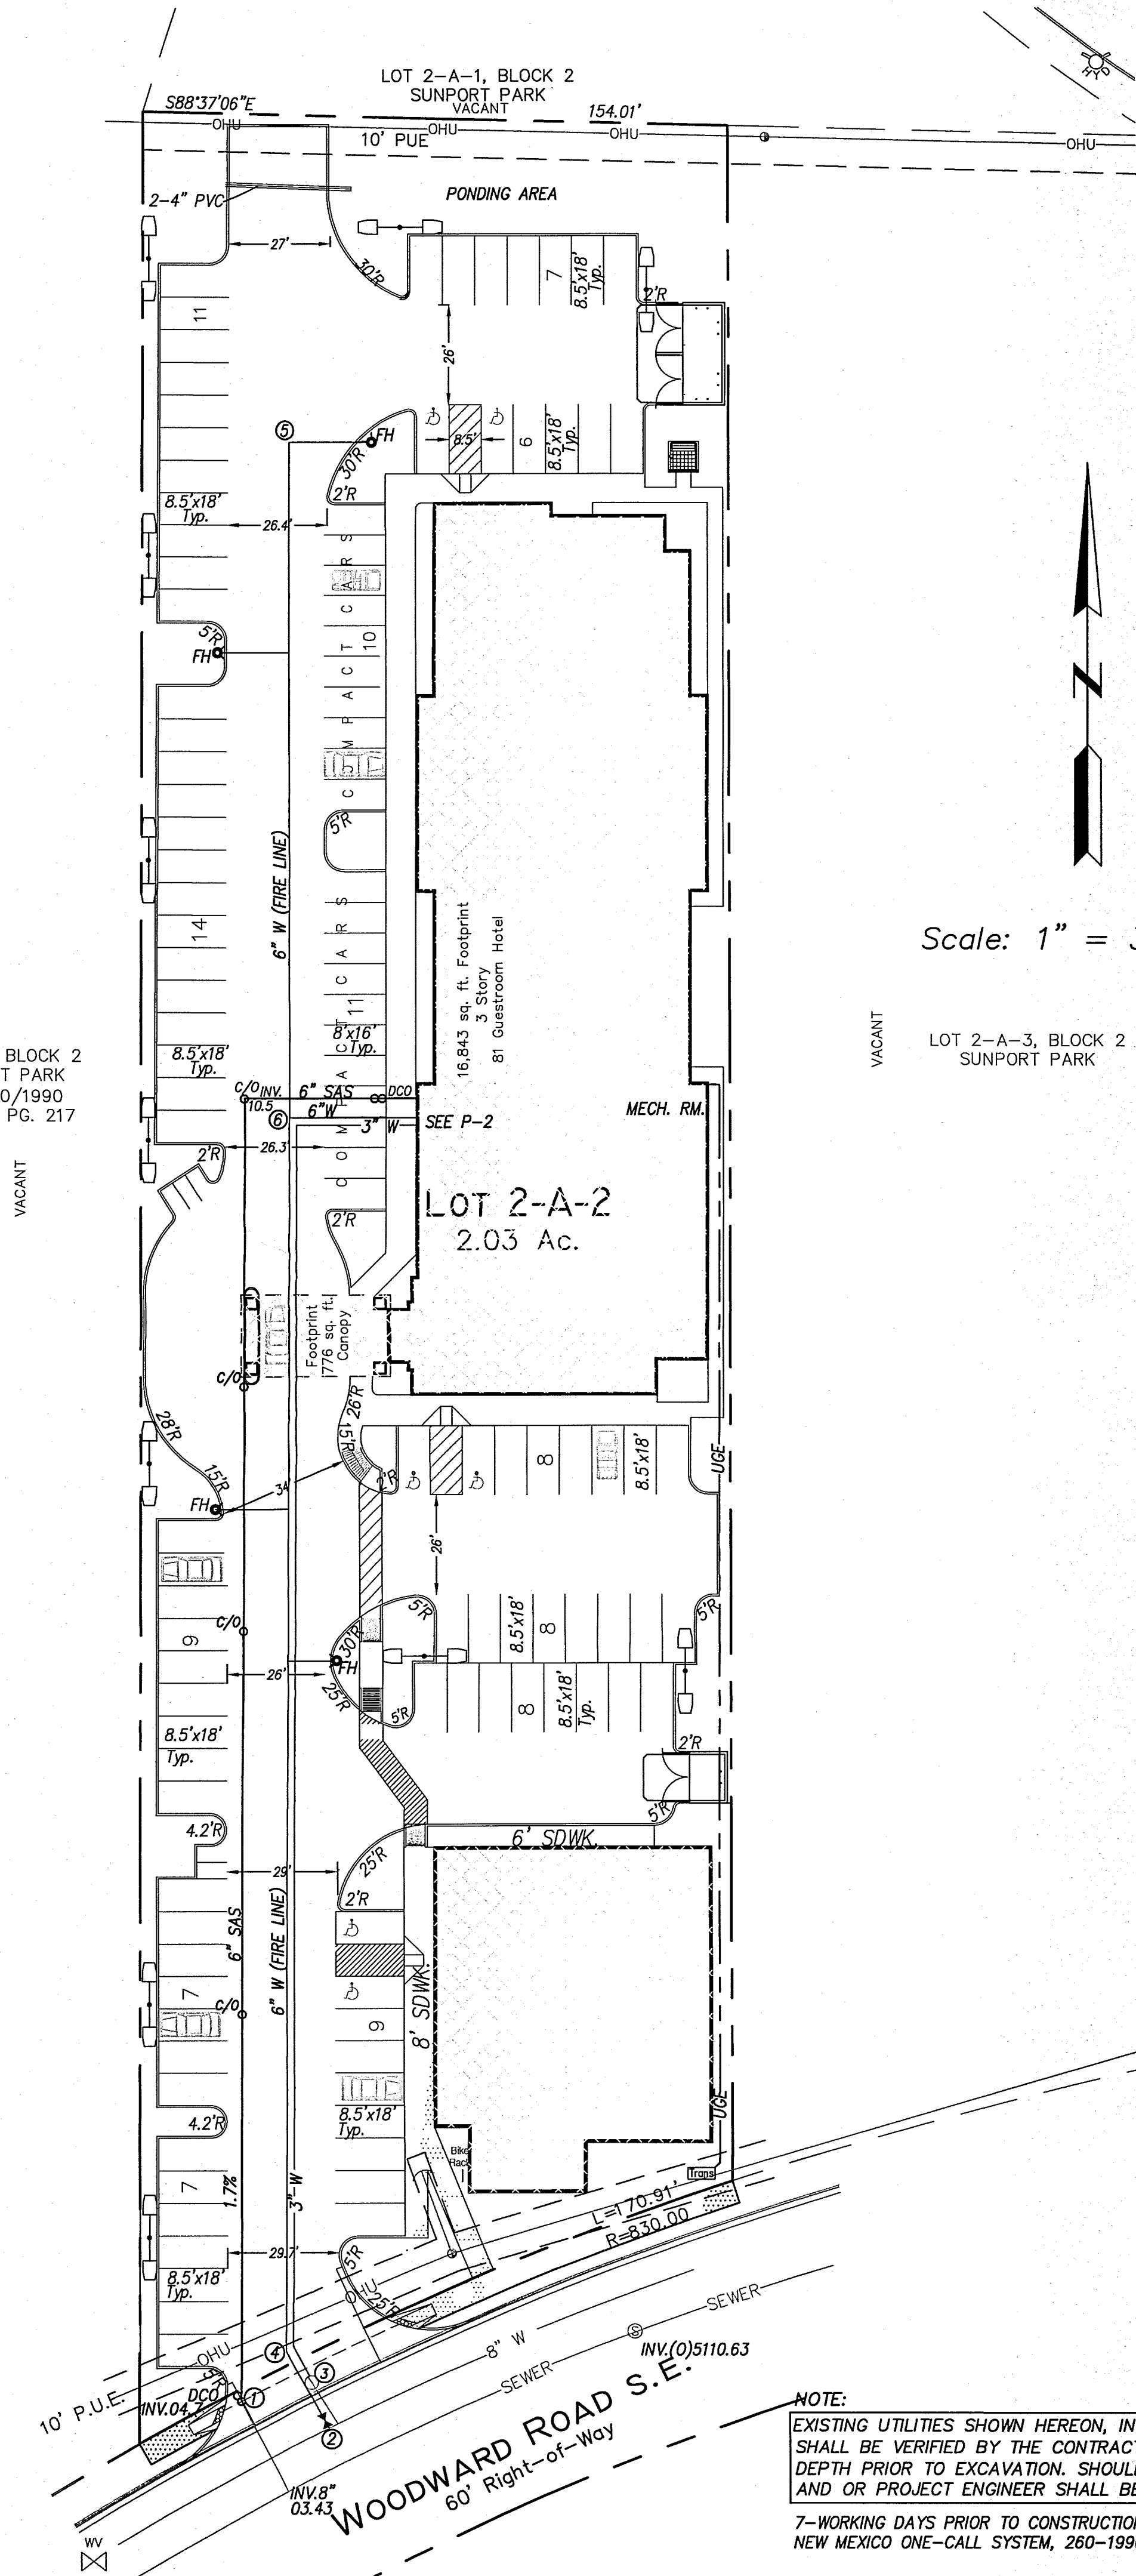 LOT 2-A-1, BLOCK 2
SUNPORT PARK
VACANT
HYD
S88°37'06"E
154.01'
OHU
OHU
OHU
OHU
10' PUE
2-4" PVC
PONDING AREA
27'
30'R
7
8.5'x18'
Typ.
2'R
11
26'
5
FH
30'R
2'R
8.5'
6
8.5'x18'
Typ.
8.5'x18'
Typ.
26.4'
COMPACT CARS
10
5'R
FH
N
5'R
6" W (FIRE LINE)
14
COMPACT CARS
11
8'x16'
Typ.
16,843 sq. ft. Footprint
3 Story
81 Guestroom Hotel
Scale: 1" =
VACANT
LOT 2-A-3, BLOCK 2
SUNPORT PARK
BLOCK 2
T PARK
0/1990
PG. 217
VACANT
8.5'x18'
Typ.
C/O INV.
10.5
6" SAS
DCO
6
6"W
3" W
SEE P-2
MECH. RM.
26.3'
2'R
2'R
LOT 2-A-2
2.03 Ac.
Footprint
776 sq. ft.
Canopy
C/O
28'R
15'R
26'R
15'R
2'R
FH
34'
8
8.5'x18'
UGE
26'
C/O
9
5'R
30'R
FH
25'R
5'R
8.5'x18'
8
5'R
26'
8
8.5'x18'
Typ.
8.5'x18'
Typ.
2'R
5'R
4.2'R
6' SDWK.
25'R
29'
2'R
6" SAS
6" W (FIRE LINE)
7
C/O
8' SDWK.
9
8.5'x18'
Typ.
4.2'R
UGE
Bike
Rack
Trans
7
1.7%
3"-W
L=170.91'
R=830.00
29.7'
5'R
8.5'x18'
Typ.
OHU
25'R
OHU
4
3
8" W
SEWER
S
INV.(O)5110.63
SEWER
10' P.U.E.
DCO
INV.04.7
1
2
INV.8"
03.43
WOODWARD ROAD S.E.
60' Right-of-Way
WV
NOTE:
EXISTING UTILITIES SHOWN HEREON, IN
SHALL BE VERIFIED BY THE CONTRACT
DEPTH PRIOR TO EXCAVATION. SHOUL
AND OR PROJECT ENGINEER SHALL BE
7-WORKING DAYS PRIOR TO CONSTRUCTION
NEW MEXICO ONE-CALL SYSTEM, 260-199